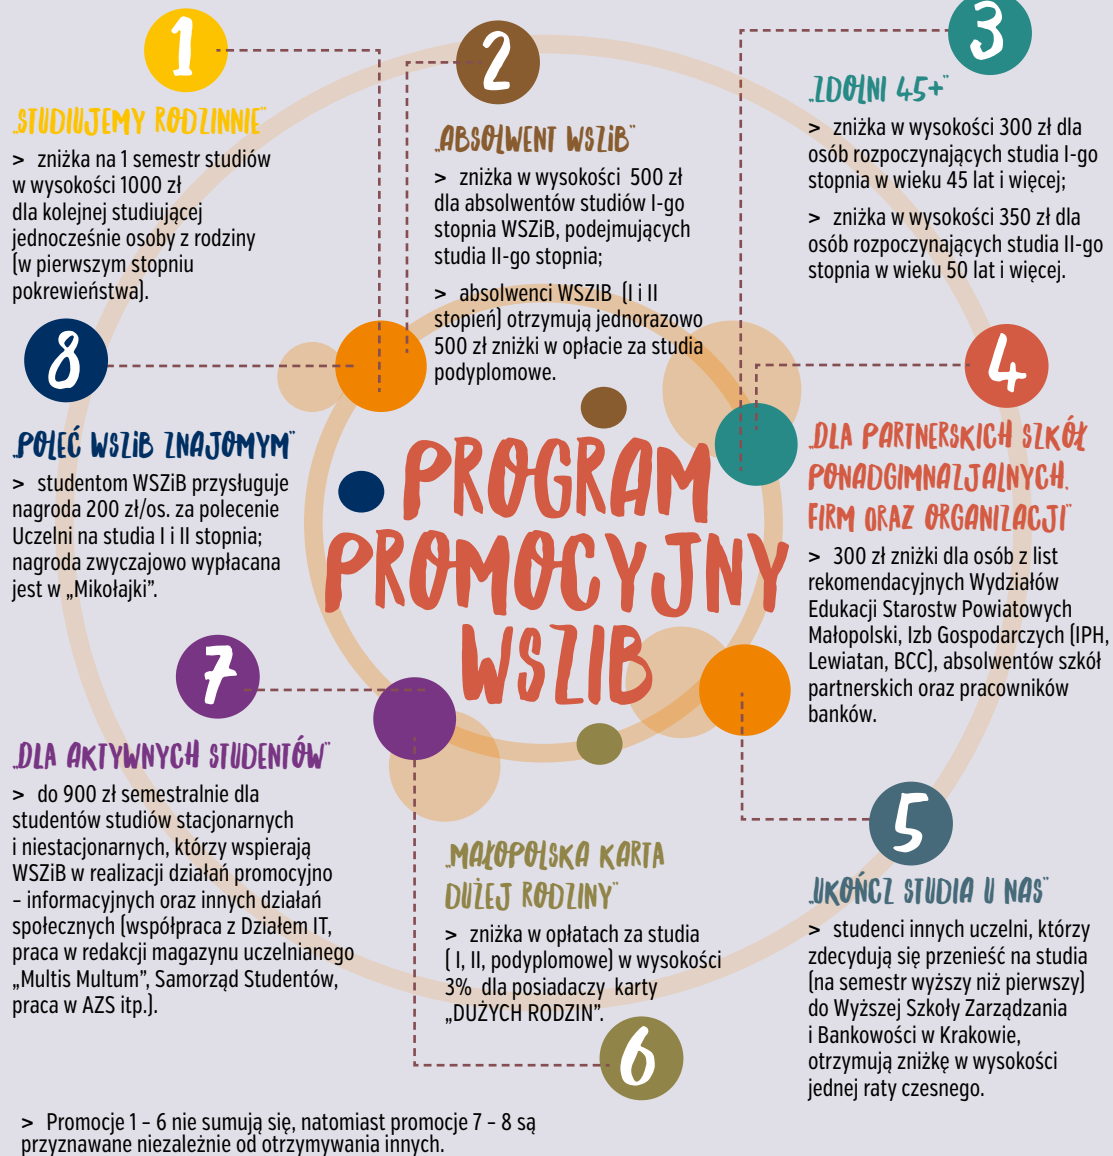 1
„STUDIUJEMY RODZINNIE"
> zniżka na 1 semestr studiów
w wysokości 1000 zł
dla kolejnej studiującej
jednocześnie osoby z rodziny
(w pierwszym stopniu
pokrewieństwa).
2
„ABSOLWENT WSZiB"
> zniżka w wysokości 500 zł
dla absolwentów studiów I-go
stopnia WSZiB, podejmujących
studia II-go stopnia;
> absolwenci WSZIB (I i II
stopień) otrzymują jednorazowo
500 zł zniżki w opłacie za studia
podyplomowe.
3
„ZDOLNI 45+"
> zniżka w wysokości 300 zł dla
osób rozpoczynających studia I-go
stopnia w wieku 45 lat i więcej;
> zniżka w wysokości 350 zł dla
osób rozpoczynających studia II-go
stopnia w wieku 50 lat i więcej.
PROGRAM
PROMOCYJNY
WSZIB
4
„DLA PARTNERSKICH SZKÓŁ
PONADGIMNAZJALNYCH,
FIRM ORAZ ORGANIZACJI"
> 300 zł zniżki dla osób z list
rekomendacyjnych Wydziałów
Edukacji Starostw Powiatowych
Małopolski, Izb Gospodarczych (IPH,
Lewiatan, BCC), absolwentów szkół
partnerskich oraz pracowników
banków.
5
„UKOŃCZ STUDIA U NAS"
> studenci innych uczelni, którzy
zdecydują się przenieść na studia
(na semestr wyższy niż pierwszy)
do Wyższej Szkoły Zarządzania
i Bankowości w Krakowie,
otrzymują zniżkę w wysokości
jednej raty czesnego.
„MAŁOPOLSKA KARTA
DUŻEJ RODZINY"
> zniżka w opłatach za studia
( I, II, podyplomowe) w wysokości
3% dla posiadaczy karty
„DUŻYCH RODZIN".
6
7
„DLA AKTYWNYCH STUDENTÓW"
> do 900 zł semestralnie dla
studentów studiów stacjonarnych
i niestacjonarnych, którzy wspierają
WSZiB w realizacji działań promocyjno
– informacyjnych oraz innych działań
społecznych (współpraca z Działem IT,
praca w redakcji magazynu uczelnianego
„Multis Multum", Samorząd Studentów,
praca w AZS itp.).
8
„POLEĆ WSZiB ZNAJOMYM"
> studentom WSZiB przysługuje
nagroda 200 zł/os. za polecenie
Uczelni na studia I i II stopnia;
nagroda zwyczajowo wypłacana
jest w „Mikołajki".
> Promocje 1 – 6 nie sumują się, natomiast promocje 7 – 8 są
przyznawane niezależnie od otrzymywania innych.